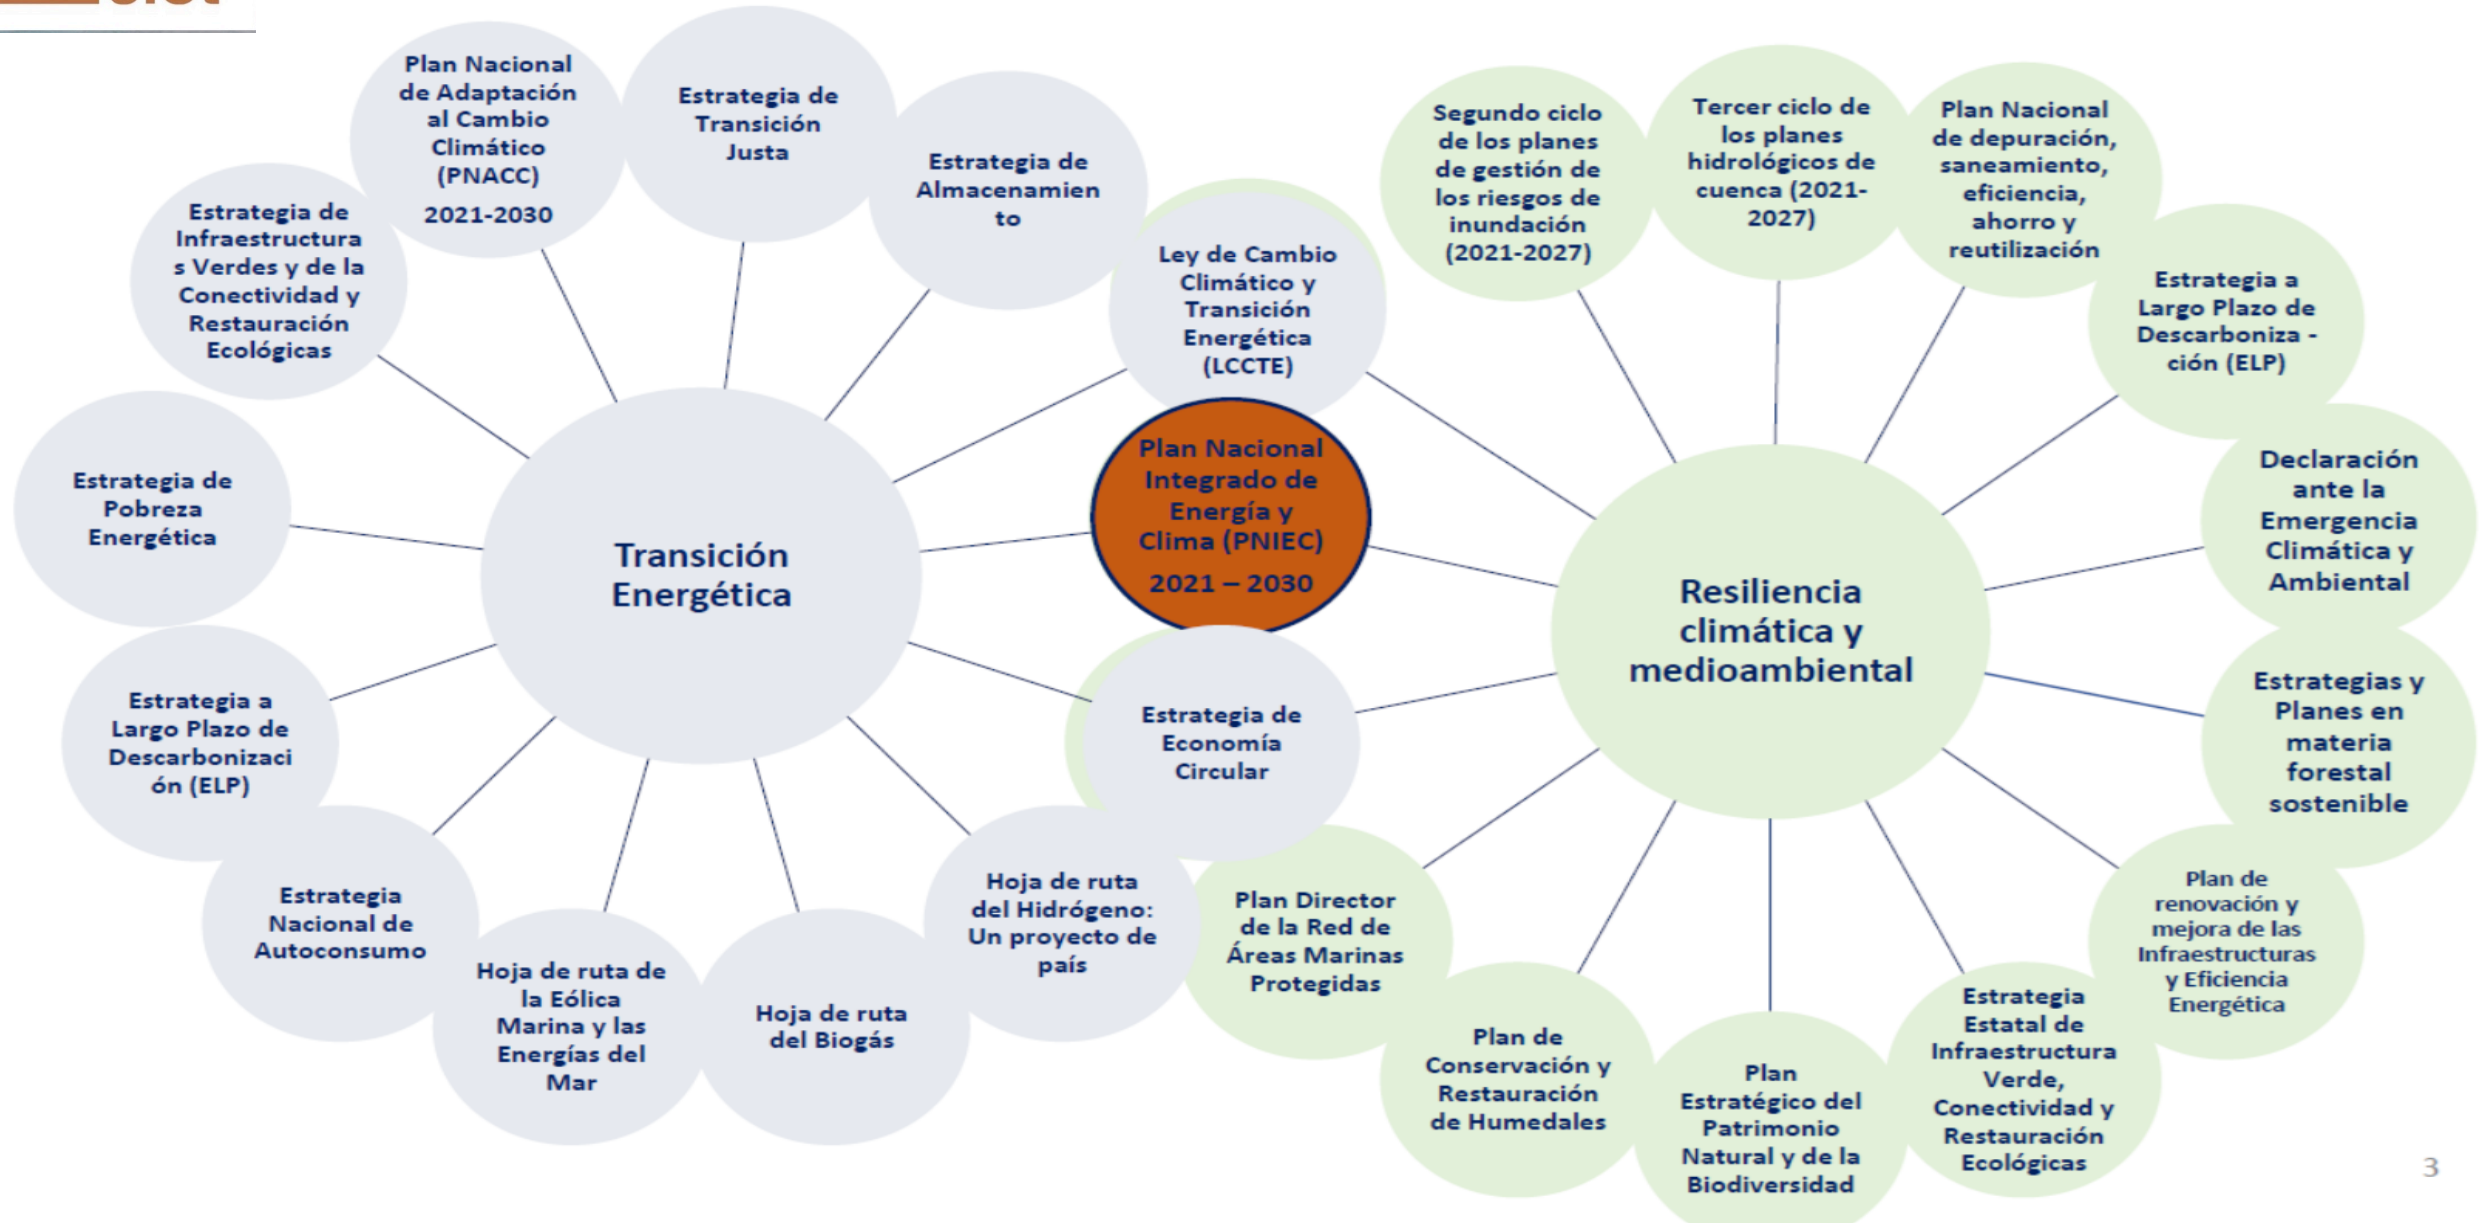 Plan Nacional
de Adaptación
al Cambio
Climático
(PNACC)
2021-2030
Estrategia de
Transición
Justa
Estrategia de
Almacenamien
to
Estrategia de
Infraestructura
s Verdes y de la
Conectividad y
Restauración
Ecológicas
Estrategia de
Pobreza
Energética
Estrategia a
Largo Plazo de
Descarbonizaci
ón (ELP)
Estrategia
Nacional de
Autoconsumo
Hoja de ruta de
la Eólica
Marina y las
Energías del
Mar
Hoja de ruta
del Biogás
Hoja de ruta
del Hidrógeno:
Un proyecto de
país
Transición
Energética
Ley de Cambio
Climático y
Transición
Energética
(LCCTE)
Plan Nacional
Integrado de
Energía y
Clima (PNIEC)
2021 – 2030
Estrategia de
Economía
Circular
Segundo ciclo
de los planes
de gestión de
los riesgos de
inundación
(2021-2027)
Tercer ciclo de
los planes
hidrológicos de
cuenca (2021-
2027)
Plan Nacional
de depuración,
saneamiento,
eficiencia,
ahorro y
reutilización
Estrategia a
Largo Plazo de
Descarboniza -
ción (ELP)
Declaración
ante la
Emergencia
Climática y
Ambiental
Estrategias y
Planes en
materia
forestal
sostenible
Plan de
renovación y
mejora de las
Infraestructuras
y Eficiencia
Energética
Estrategia
Estatal de
Infraestructura
Verde,
Conectividad y
Restauración
Ecológicas
Plan
Estratégico del
Patrimonio
Natural y de la
Biodiversidad
Plan de
Conservación y
Restauración
de Humedales
Plan Director
de la Red de
Áreas Marinas
Protegidas
Resiliencia
climática y
medioambiental
3